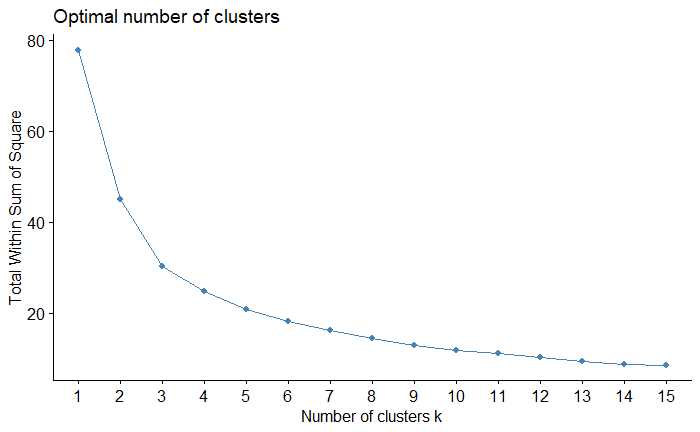 Optimal number of clusters
80
60
40
20
Total Within Sum of Square
1 2 3 4 5 6 7 8 9 10 11 12 13 14 15
Number of clusters k